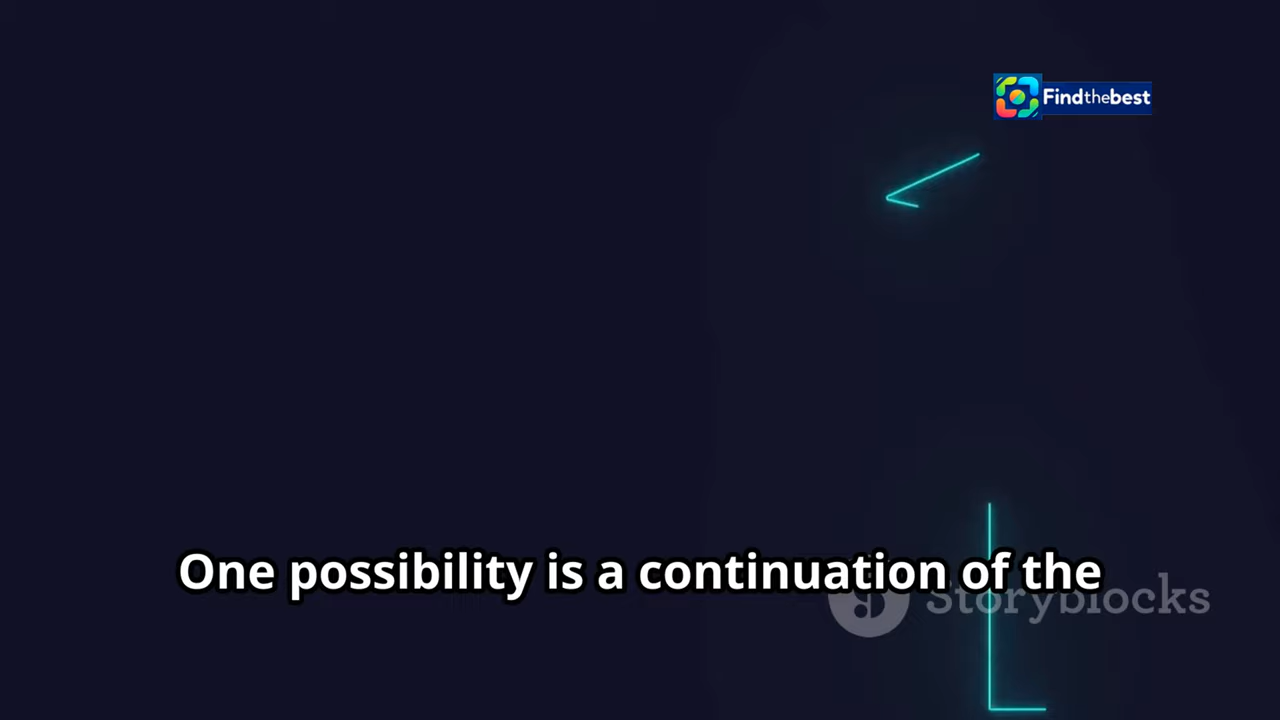 Findthebest
One possibility is a continuation of the
Storyblocks